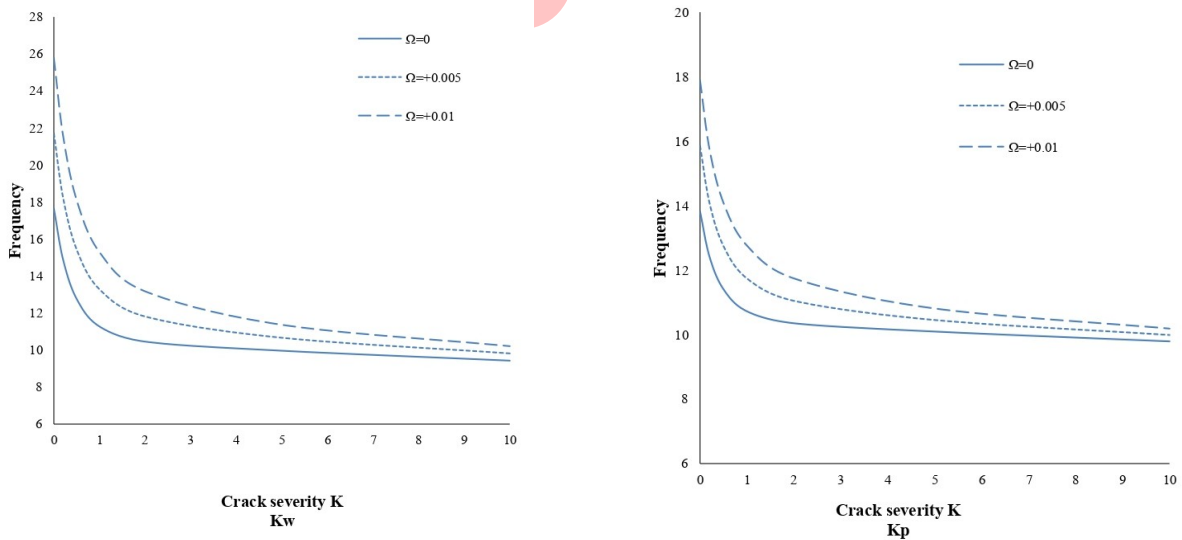 28
26
24
22
20
18
16
14
12
10
8
6
Frequency
0 1 2 3 4 5 6 7 8 9 10
Ω=0
Ω=+0.005
Ω=+0.01
Crack severity K
Kw
20
18
16
14
12
10
8
6
Frequency
0 1 2 3 4 5 6 7 8 9 10
Ω=0
Ω=+0.005
Ω=+0.01
Crack severity K
Kp